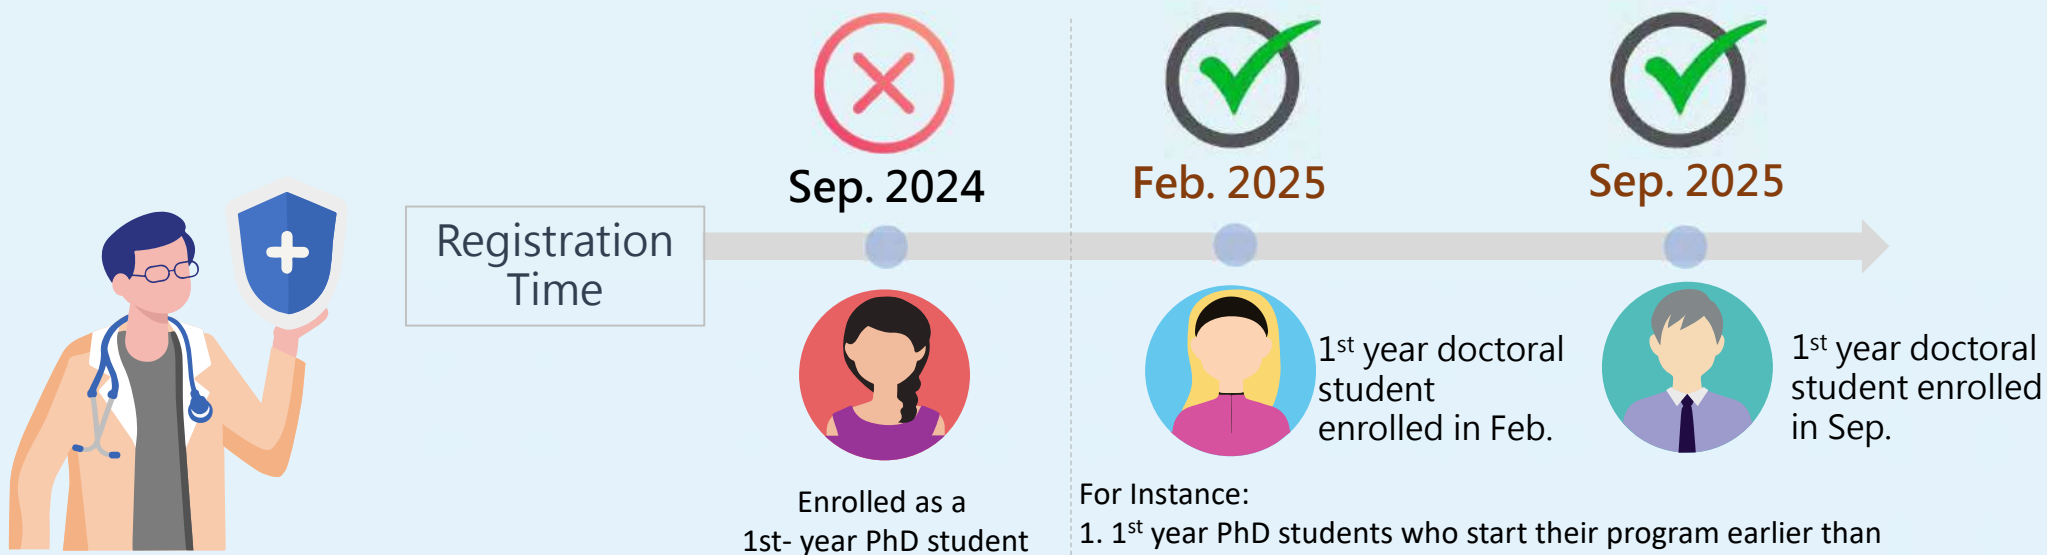 Sep. 2024
Feb. 2025
Sep. 2025
Registration
Time
1st year doctoral
student
enrolled in Feb.
1st year doctoral
student enrolled
in Sep.
Enrolled as a
1st- year PhD student
For Instance:
1. 1st year PhD students who start their program earlier than